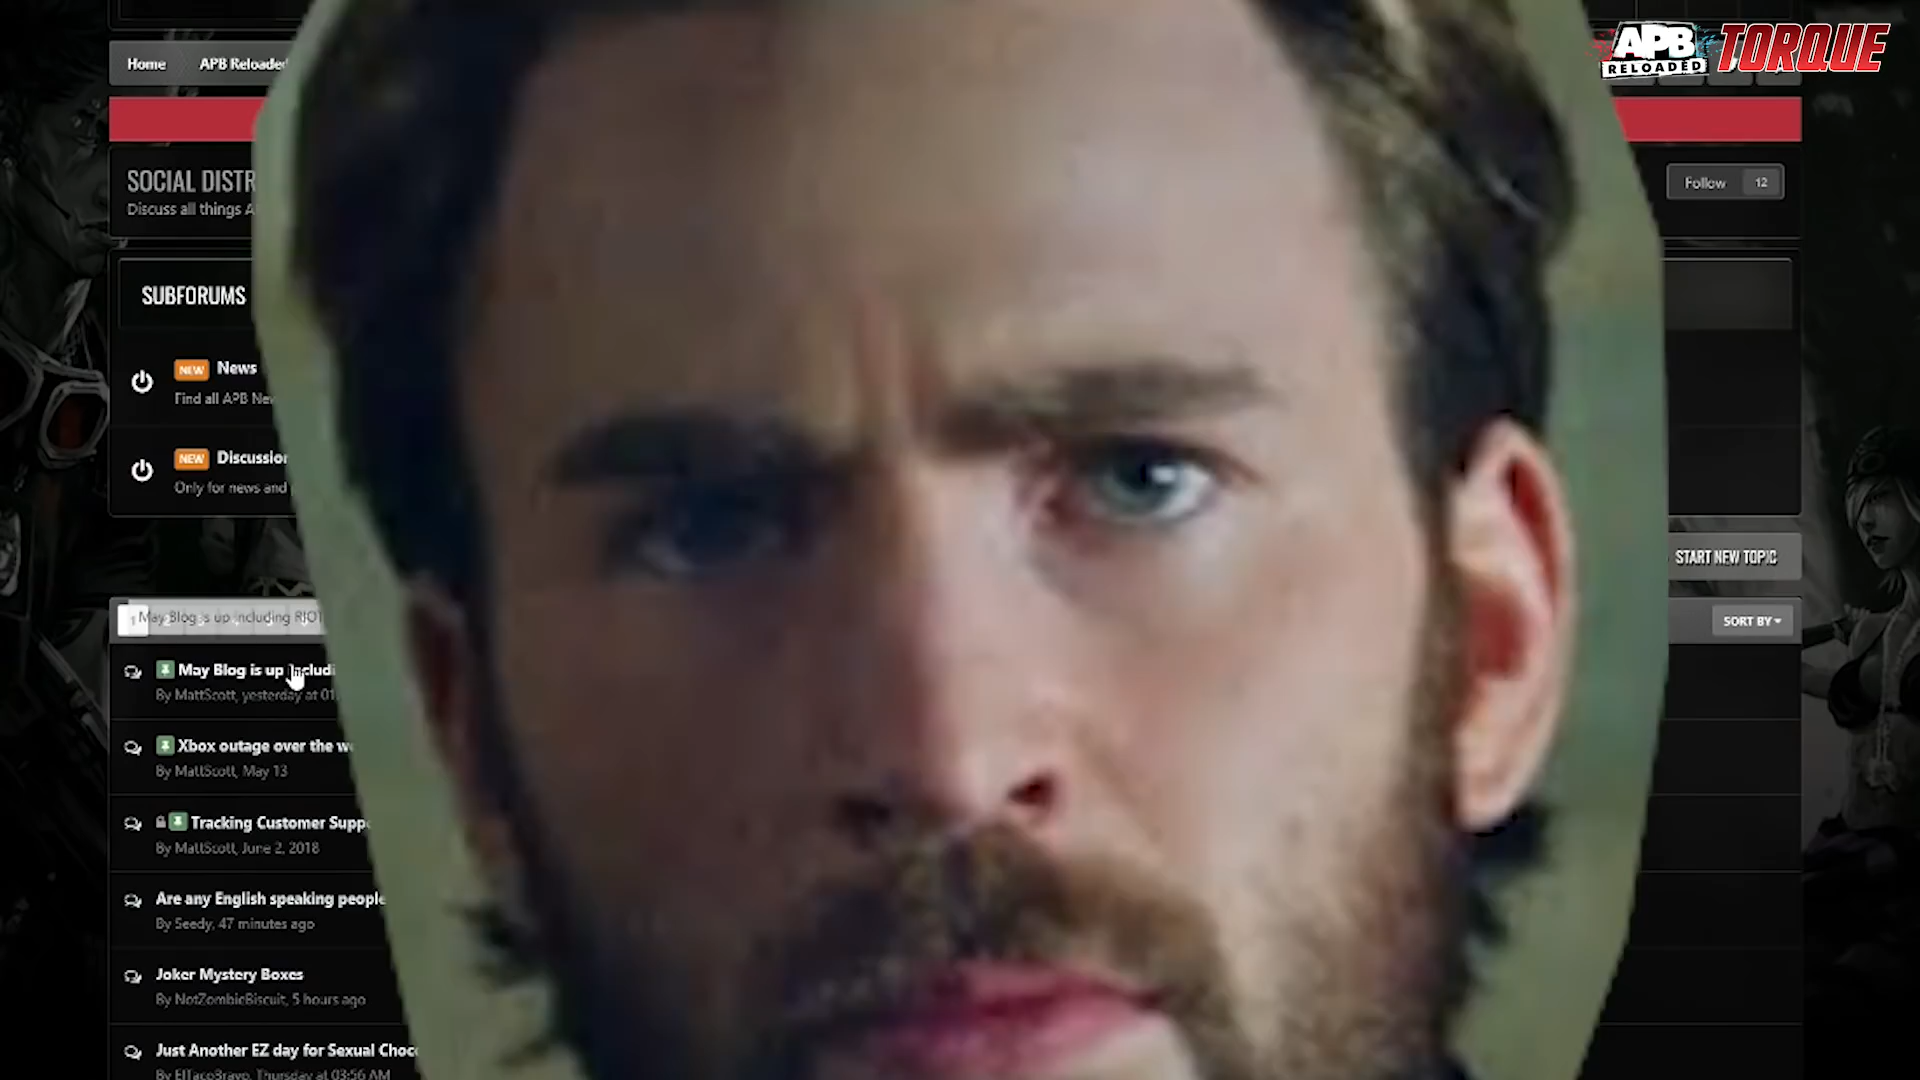 Home APB Reloaded
APB RELOADED TORQUE
SOCIAL DISTR
Discuss all things A
Follow 12
SUBFORUMS
NEW News
Find all APB New
NEW Discussion
Only for news and
START NEW TOPIC
May Blog is up including RIOT
SORT BY
May Blog is up includi
By MattScott, yesterday at 01
Xbox outage over the we
By MattScott, May 13
Tracking Customer Suppo
By MattScott, June 2, 2018
Are any English speaking people
By Seedy, 47 minutes ago
Joker Mystery Boxes
By NotZombieBiscuit, 5 hours ago
Just Another EZ day for Sexual Choc
By ElTacoBravo, Thursday at 03:56 AM